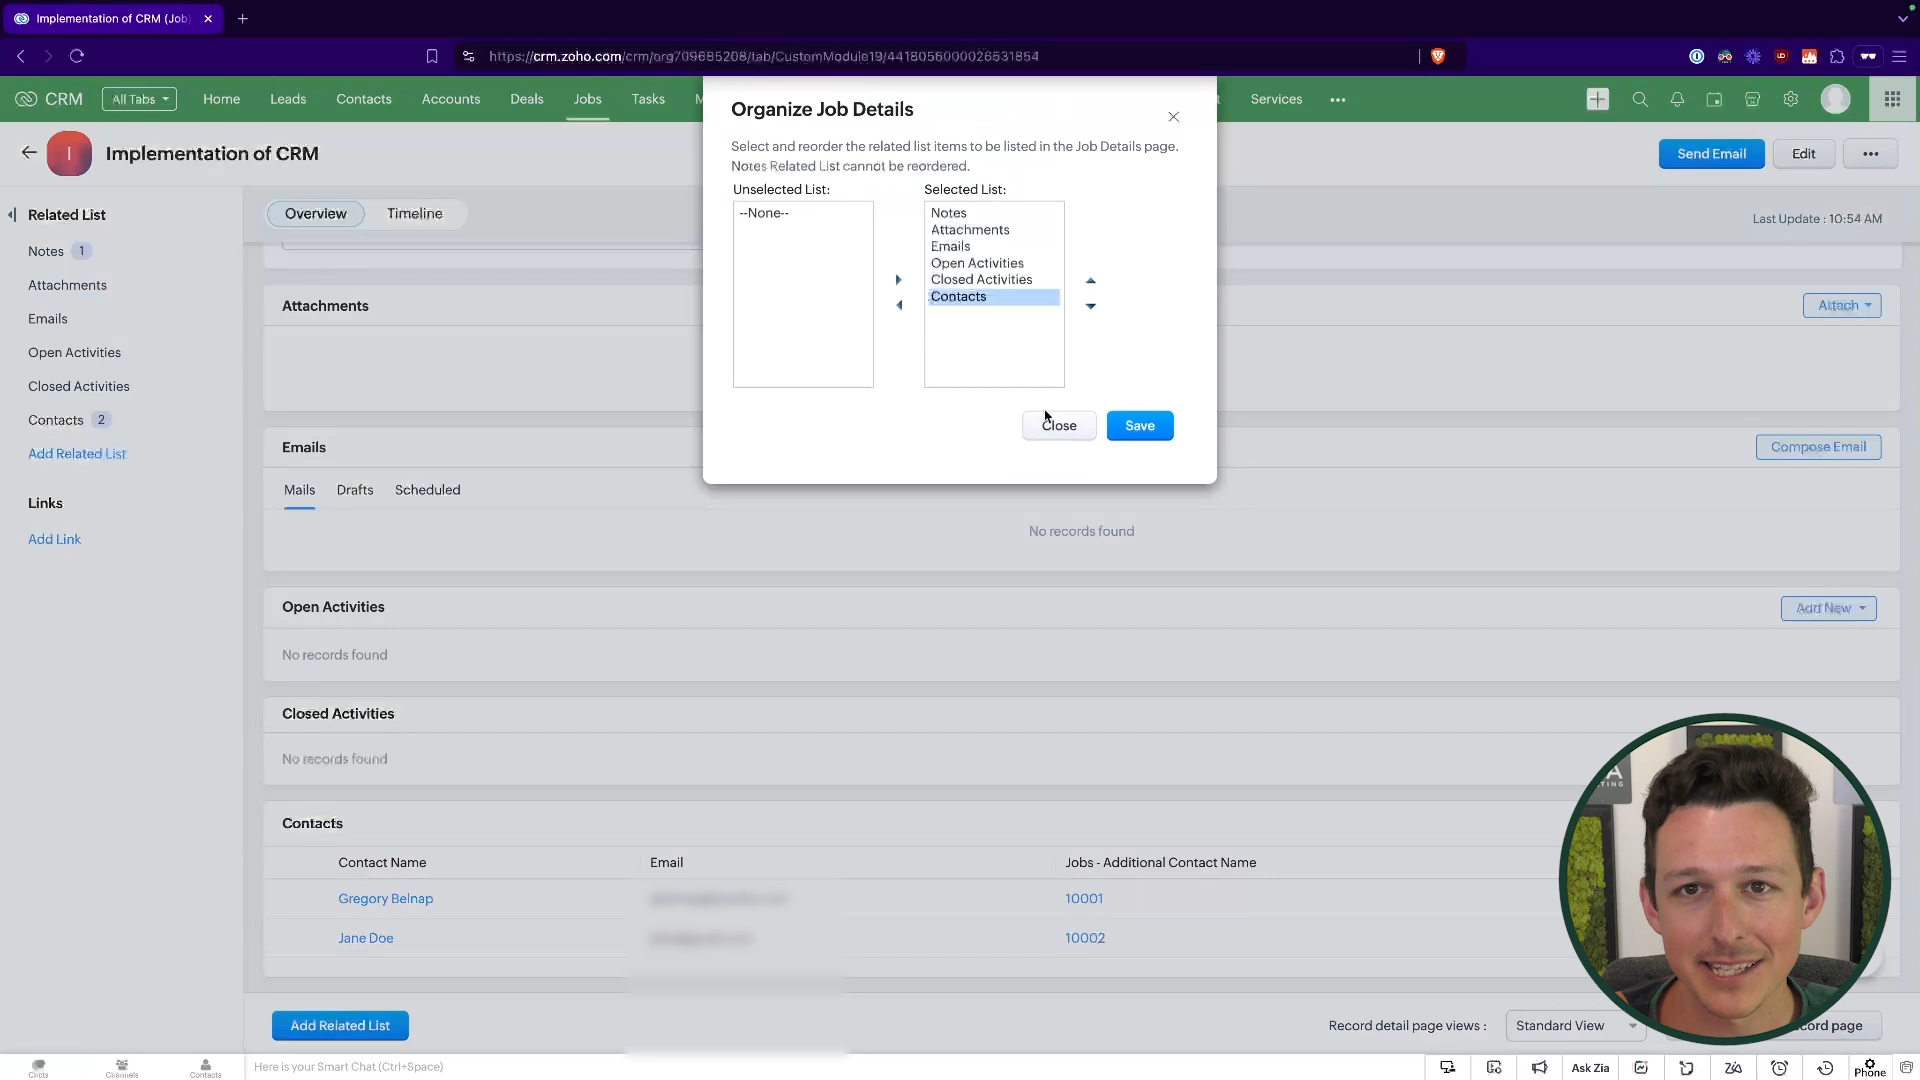 Implementation of CRM (Job
https://crm.zoho.com/crm/org709685208/tab/CustomModule19/4418056000026531854
CRM
All Tabs
Home
Leads
Contacts
Accounts
Deals
Jobs
Tasks
Services
Implementation of CRM
Send Email
Edit
Organize Job Details
Select and reorder the related list items to be listed in the Job Details page.
Notes Related List cannot be reordered.
Unselected List:
Selected List:
--None--
Notes
Attachments
Emails
Open Activities
Closed Activities
Contacts
Close
Save
Related List
Notes 1
Attachments
Emails
Open Activities
Closed Activities
Contacts 2
Add Related List
Links
Add Link
Overview
Timeline
Last Update : 10:54 AM
Attachments
Attach
Emails
Compose Email
Mails
Drafts
Scheduled
No records found
Open Activities
Add New
No records found
Closed Activities
No records found
Contacts
Contact Name
Email
Jobs - Additional Contact Name
Gregory Belnap
10001
Jane Doe
10002
Add Related List
Record detail page views :
Standard View
cord page
Chats
Channels
Contacts
Here is your Smart Chat (Ctrl+Space)
Ask Zia
Phone